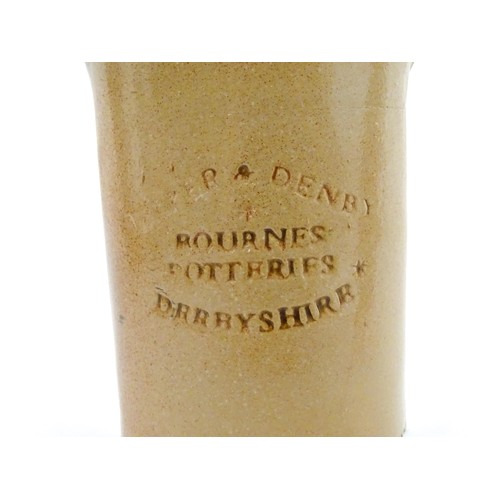 & DENBY
BOURNES
POTTERIES
DERBYSHIRE